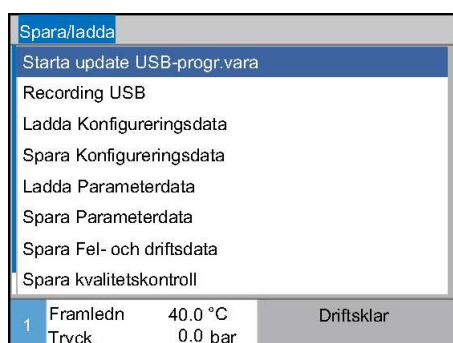 Spara/ladda
Starta update USB-progr.vara
Recording USB
Ladda Konfigureringsdata
Spara Konfigureringsdata
Ladda Parameterdata
Spara Parameterdata
Spara Fel- och driftsdata
Spara kvalitetskontroll
1 Framledn 40.0 °C Driftsklar
Tryck 0.0 bar